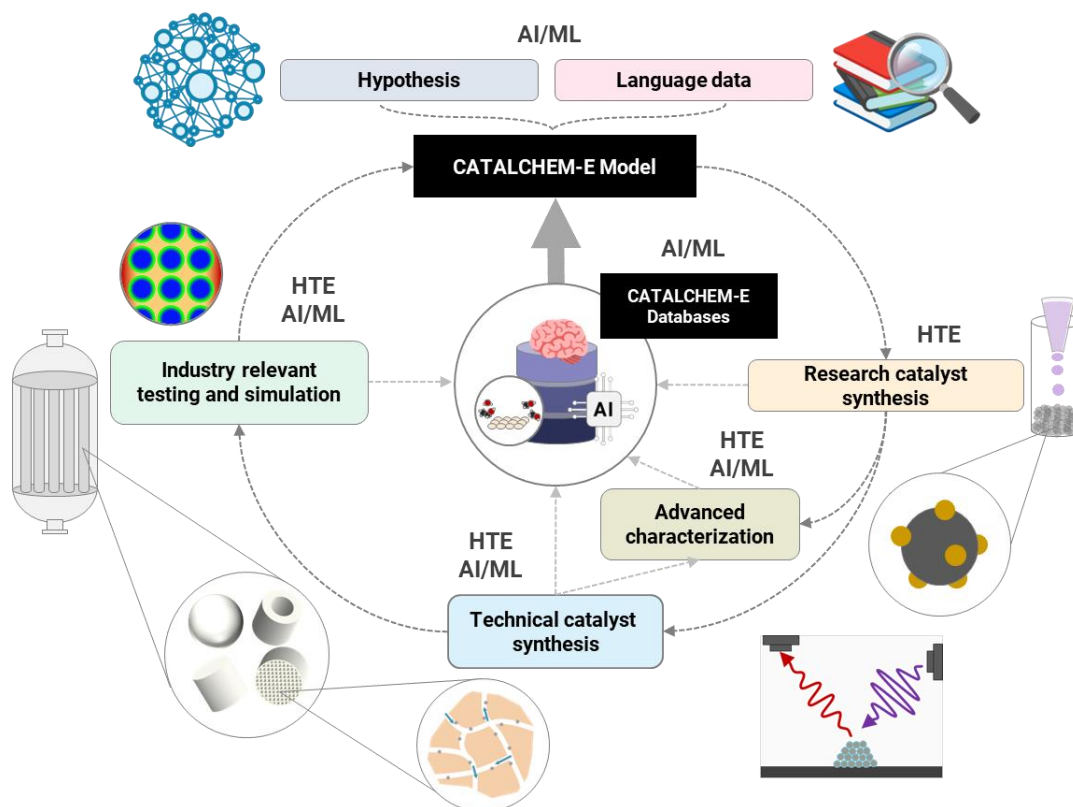 AI/ML
Hypothesis
Language data
CATALCHEM-E Model
AI/ML
CATALCHEM-E
Databases
HTE
AI/ML
HTE
Industry relevant
testing and simulation
Research catalyst
synthesis
AI
HTE
AI/ML
Advanced
characterization
HTE
AI/ML
Technical catalyst
synthesis